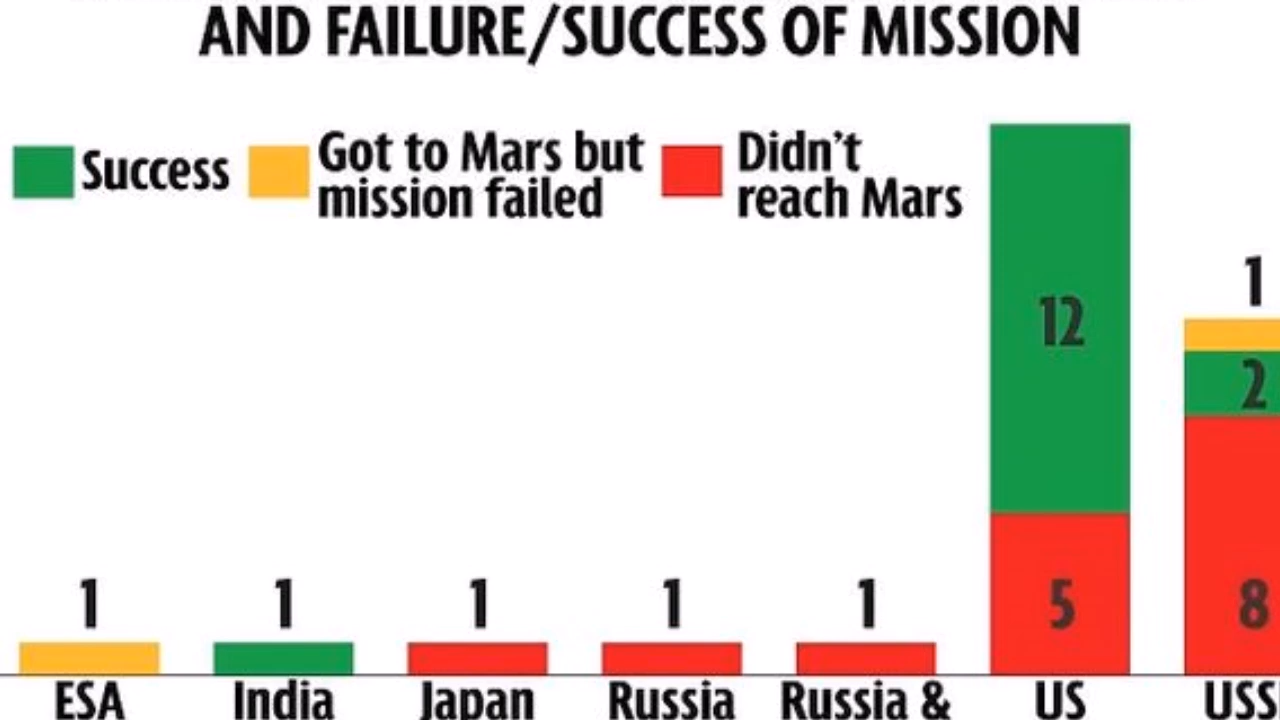 AND FAILURE/SUCCESS OF MISSION
Success
Got to Mars but
mission failed
Didn't
reach Mars
12
1
2
1
1
1
1
1
5
8
ESA
India
Japan
Russia
Russia &
US